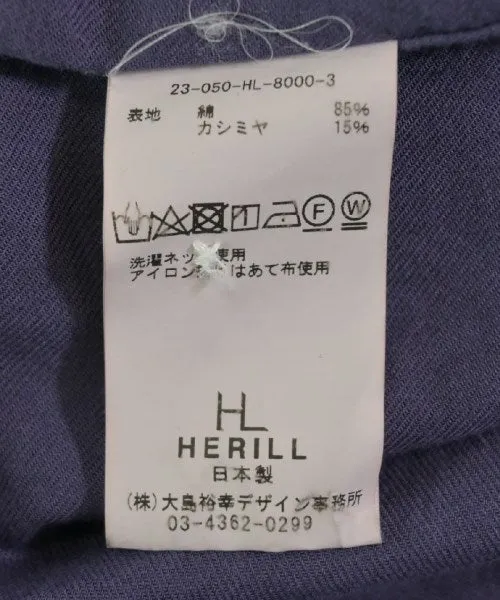 23-050-HL-8000-3
表地 綿 85%
カシミヤ 15%
F W
洗濯ネッ 使用
アイロン はあて布使用
HL
HERILL
日本製
(株)大島裕幸デザイン事務所
03-4362-0299